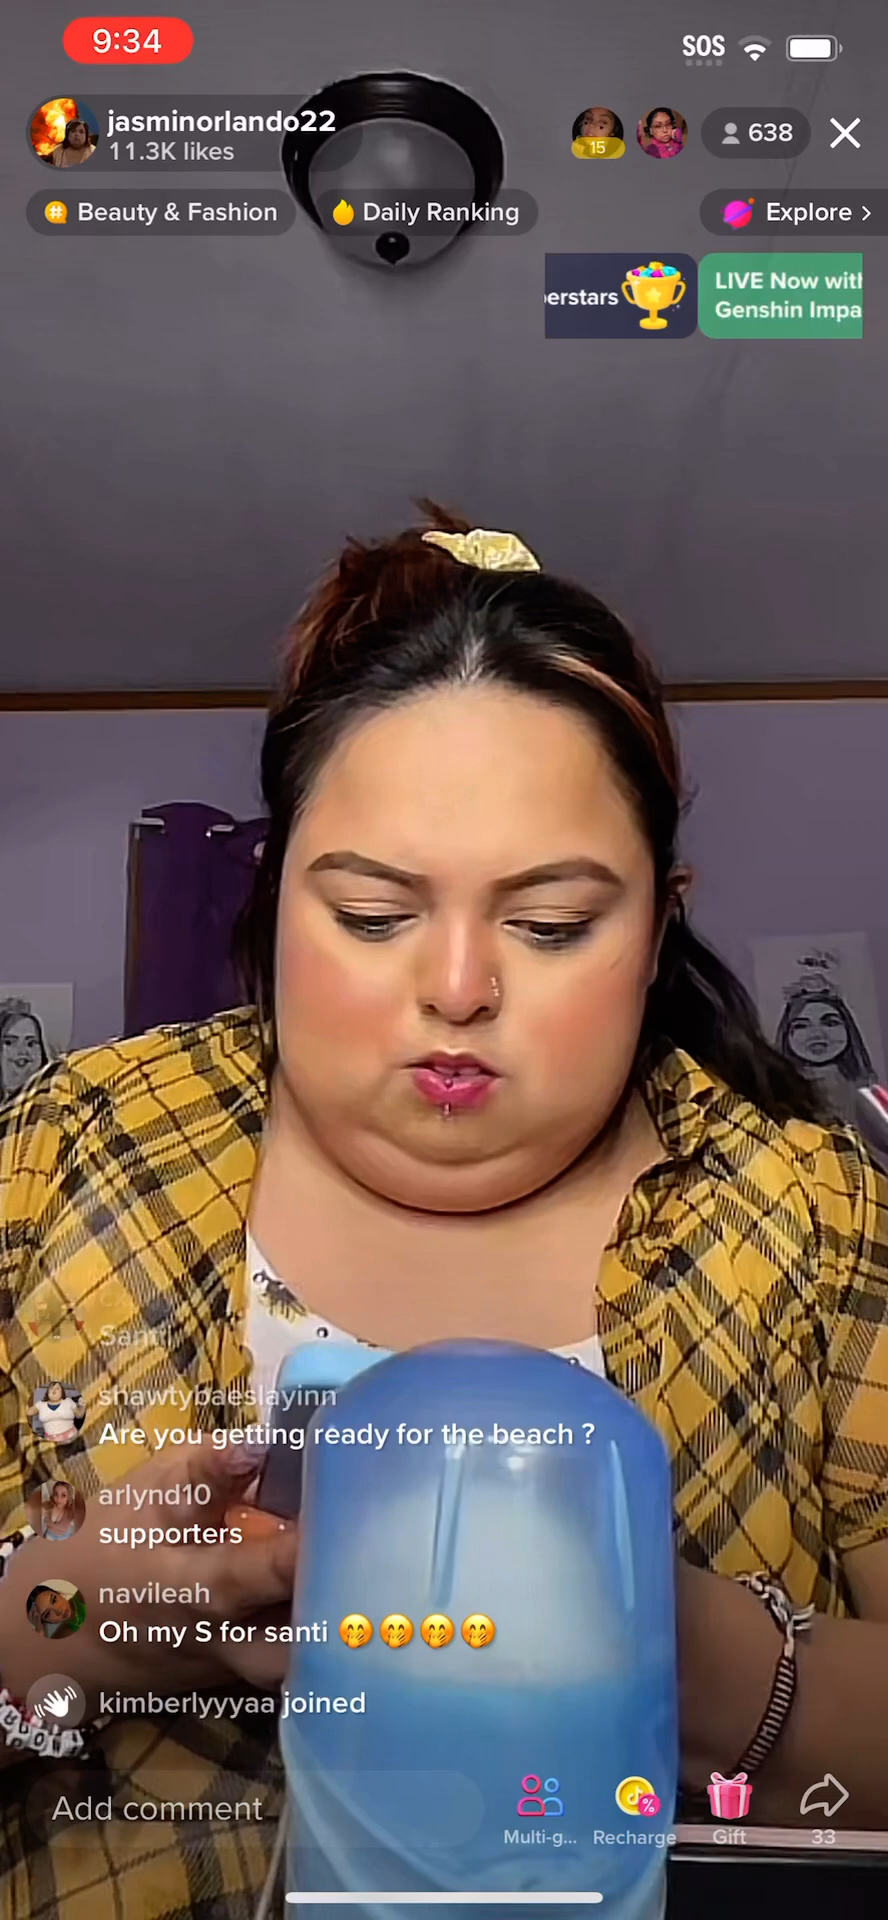 9:34
SOS
jasminorlando22
11.3K likes
15
638
Beauty & Fashion
Daily Ranking
Explore >
erstars
LIVE Now with
Genshin Impa
Santi
shawtybaeslayinn
Are you getting ready for the beach ?
arlynd10
supporters
navileah
Oh my S for santi 🤭🤭🤭🤭
kimberlyyyaa joined
Add comment
Multi-g...
Recharge
Gift
33